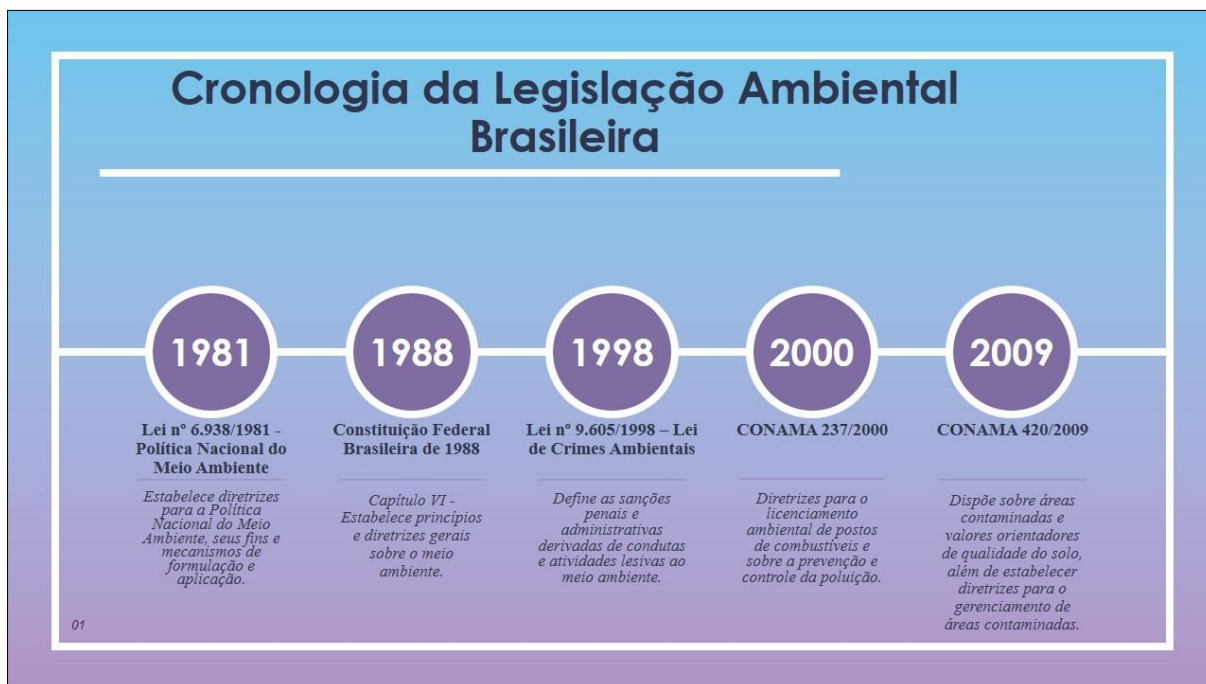 Cronologia da Legislação Ambiental
Brasileira
1981
1988
1998
2000
2009
Lei nº 6.938/1981 -
Política Nacional do
Meio Ambiente
Estabelece diretrizes
para a Política
Nacional do Meio
Ambiente, seus fins e
mecanismos de
formulação e
aplicação.
Constituição Federal
Brasileira de 1988
Capítulo VI -
Estabelece princípios
e diretrizes gerais
sobre o meio
ambiente.
Lei nº 9.605/1998 – Lei
de Crimes Ambientais
Define as sanções
penais e
administrativas
derivadas de condutas
e atividades lesivas ao
meio ambiente.
CONAMA 237/2000
Diretrizes para o
licenciamento
ambiental de postos
de combustíveis e
sobre a prevenção e
controle da poluição.
CONAMA 420/2009
Dispõe sobre áreas
contaminadas e
valores orientadores
de qualidade do solo,
além de estabelecer
diretrizes para o
gerenciamento de
áreas contaminadas.
01